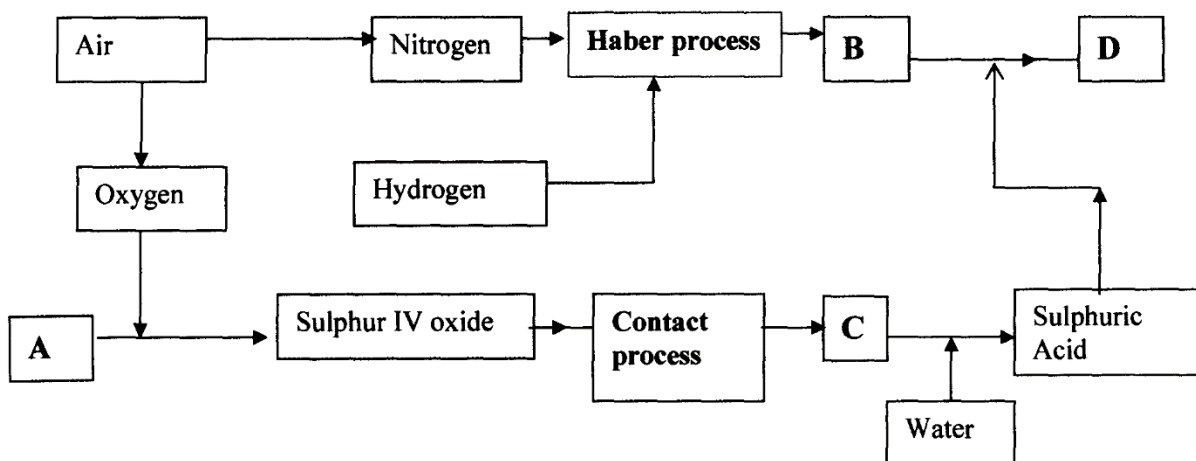 Air
Nitrogen
Haber process
B
D
Oxygen
Hydrogen
A
Sulphur IV oxide
Contact
process
C
Sulphuric
Acid
Water